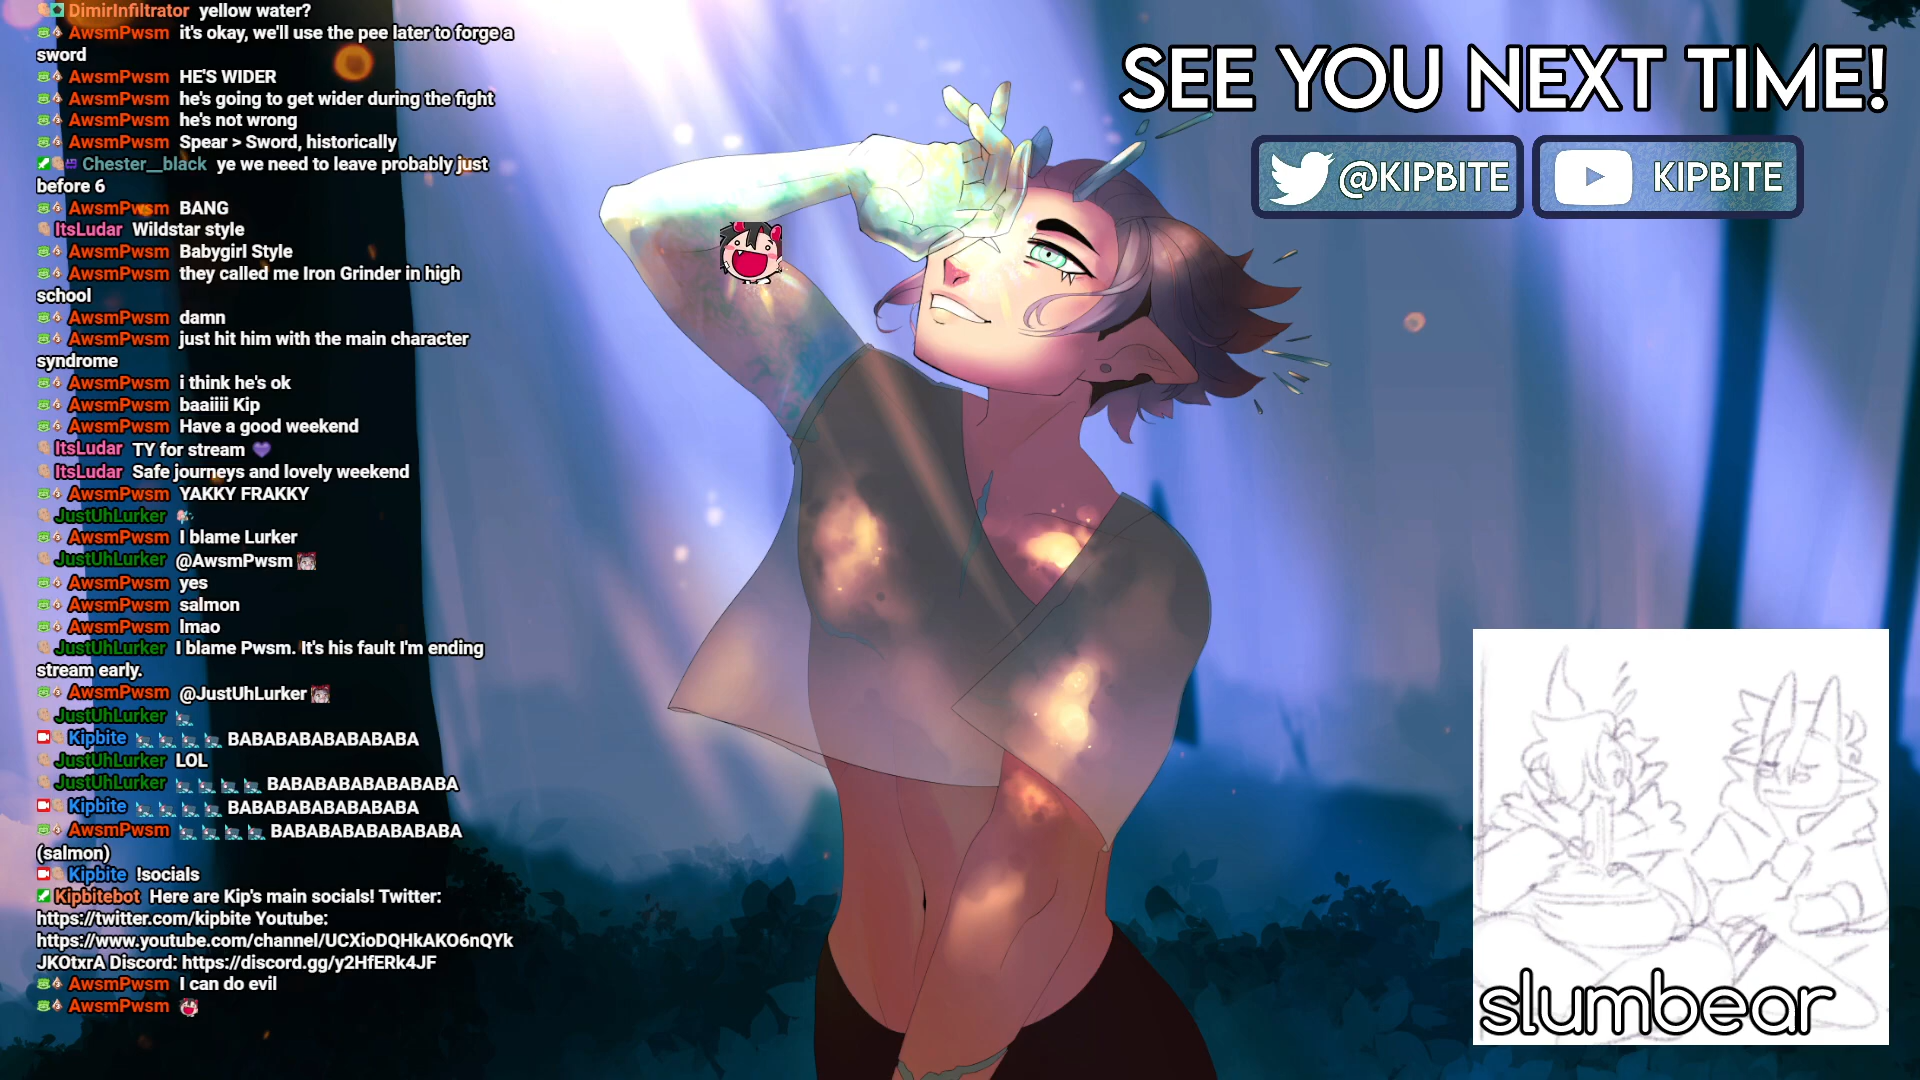 DimirInfiltrator yellow water?
AwsmPwsm it's okay, we'll use the pee later to forge a
sword
AwsmPwsm HE'S WIDER
AwsmPwsm he's going to get wider during the fight
AwsmPwsm he's not wrong
AwsmPwsm Spear > Sword, historically
Chester__black ye we need to leave probably just
before 6
AwsmPwsm BANG
ItsLudar Wildstar style
AwsmPwsm Babygirl Style
AwsmPwsm they called me Iron Grinder in high
school
AwsmPwsm damn
AwsmPwsm just hit him with the main character
syndrome
AwsmPwsm i think he's ok
AwsmPwsm baaiiii Kip
AwsmPwsm Have a good weekend
ItsLudar TY for stream
ItsLudar Safe journeys and lovely weekend
AwsmPwsm YAKKY FRAKKY
JustUhLurker
AwsmPwsm I blame Lurker
JustUhLurker @AwsmPwsm
AwsmPwsm yes
AwsmPwsm salmon
AwsmPwsm lmao
JustUhLurker I blame Pwsm. It's his fault I'm ending
stream early.
AwsmPwsm @JustUhLurker
JustUhLurker
Kipbite BABABABABABABABA
JustUhLurker LOL
JustUhLurker BABABABABABABABA
Kipbite BABABABABABABABA
AwsmPwsm BABABABABABABABA
(salmon)
Kipbite !socials
Kipbitebot Here are Kip's main socials! Twitter:
https://twitter.com/kipbite Youtube:
https://www.youtube.com/channel/UCXioDQHkAKO6nQYk
JKOtxrA Discord: https://discord.gg/y2HfERk4JF
AwsmPwsm I can do evil
AwsmPwsm
SEE YOU NEXT TIME!
@KIPBITE
KIPBITE
slumbear